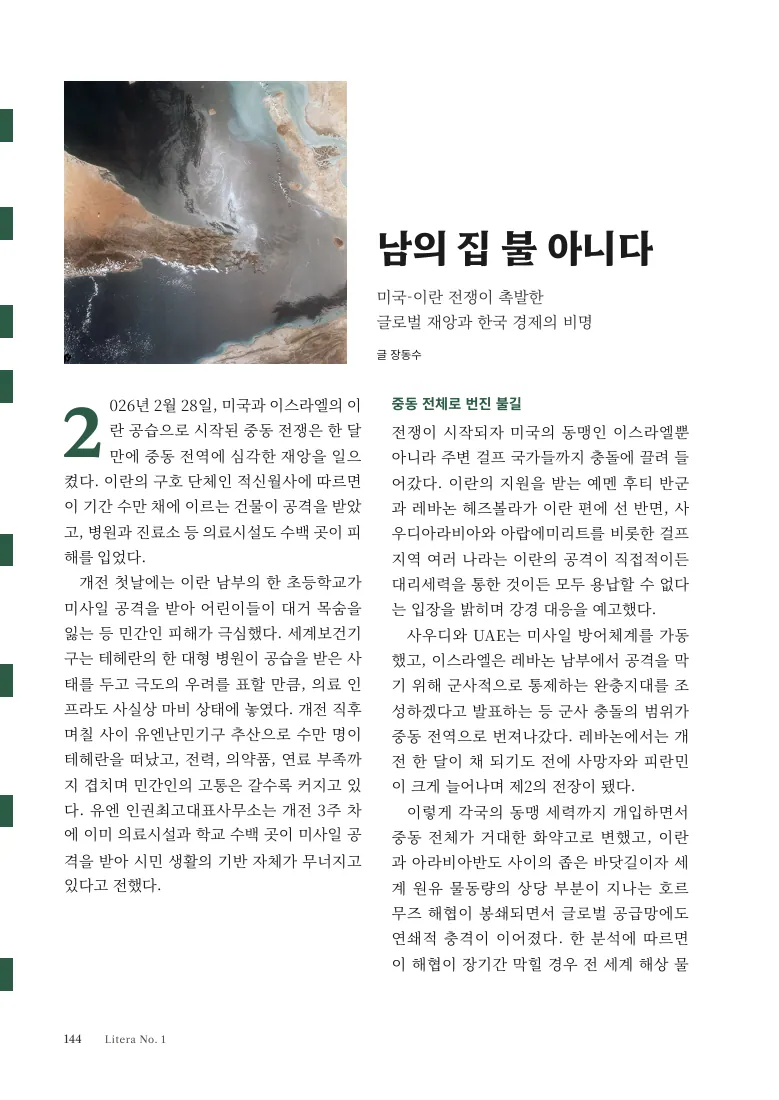 남의 집 불 아니다
미국-이란 전쟁이 촉발한
글로벌 재앙과 한국 경제의 비명
글 장동수
2026년 2월 28일, 미국과 이스라엘의 이
란 공습으로 시작된 중동 전쟁은 한 달
만에 중동 전역에 심각한 재앙을 일으
켰다. 이란의 구호 단체인 적신월사에 따르면
이 기간 수만 채에 이르는 건물이 공격을 받았
고, 병원과 진료소 등 의료시설도 수백 곳이 피
해를 입었다.
개전 첫날에는 이란 남부의 한 초등학교가
미사일 공격을 받아 어린이들이 대거 목숨을
잃는 등 민간인 피해가 극심했다. 세계보건기
구는 테헤란의 한 대형 병원이 공습을 받은 사
태를 두고 극도의 우려를 표할 만큼, 의료 인
프라도 사실상 마비 상태에 놓였다. 개전 직후
며칠 사이 유엔난민기구 추산으로 수만 명이
테헤란을 떠났고, 전력, 의약품, 연료 부족까
지 겹치며 민간인의 고통은 갈수록 커지고 있
다. 유엔 인권최고대표사무소는 개전 3주 차
에 이미 의료시설과 학교 수백 곳이 미사일 공
격을 받아 시민 생활의 기반 자체가 무너지고
있다고 전했다.
중동 전체로 번진 불길
전쟁이 시작되자 미국의 동맹인 이스라엘뿐
아니라 주변 걸프 국가들까지 충돌에 끌려 들
어갔다. 이란의 지원을 받는 예멘 후티 반군
과 레바논 헤즈볼라가 이란 편에 선 반면, 사
우디아라비아와 아랍에미리트를 비롯한 걸프
지역 여러 나라는 이란의 공격이 직접적이든
대리세력을 통한 것이든 모두 용납할 수 없다
는 입장을 밝히며 강경 대응을 예고했다.
사우디와 UAE는 미사일 방어체계를 가동
했고, 이스라엘은 레바논 남부에서 공격을 막
기 위해 군사적으로 통제하는 완충지대를 조
성하겠다고 발표하는 등 군사 충돌의 범위가
중동 전역으로 번져나갔다. 레바논에서는 개
전 한 달이 채 되기도 전에 사망자와 피란민
이 크게 늘어나며 제2의 전장이 됐다.
이렇게 각국의 동맹 세력까지 개입하면서
중동 전체가 거대한 화약고로 변했고, 이란
과 아라비아반도 사이의 좁은 바닷길이자 세
계 원유 물동량의 상당 부분이 지나는 호르
무즈 해협이 봉쇄되면서 글로벌 공급망에도
연쇄적 충격이 이어졌다. 한 분석에 따르면
이 해협이 장기간 막힐 경우 전 세계 해상 물
144 Litera No. 1